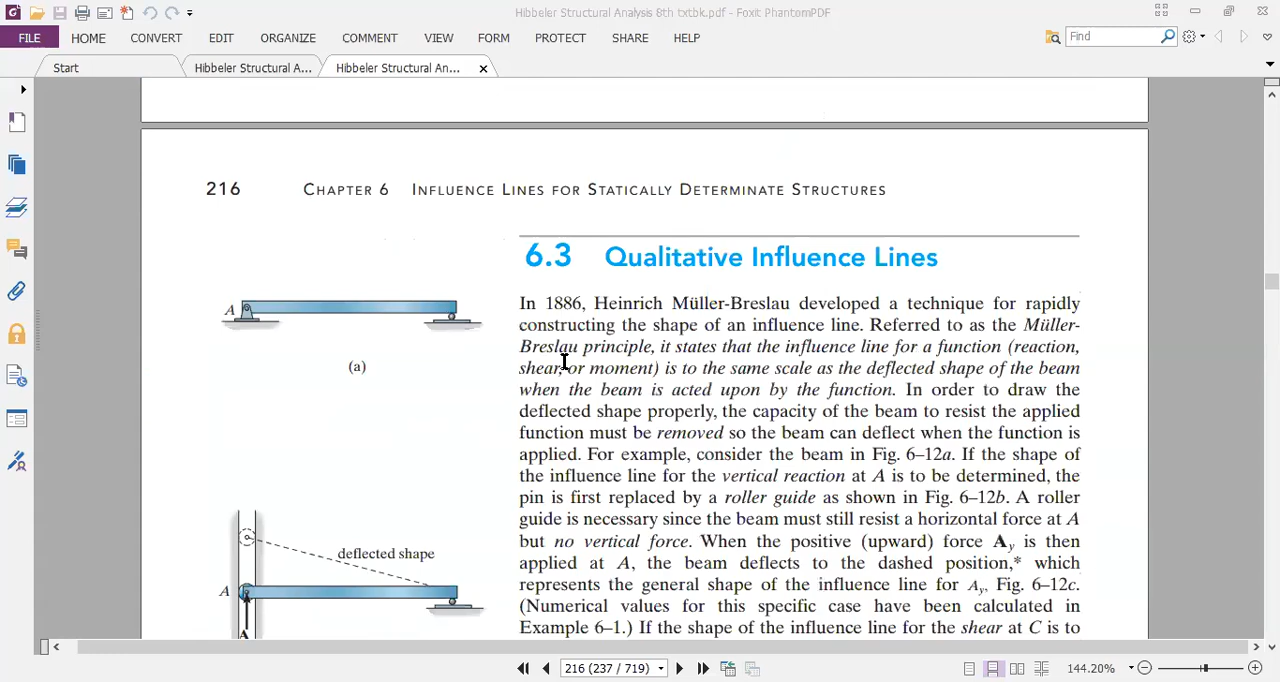 Hibbeler Structural Analysis 8th txtbk.pdf - Foxit PhantomPDF
FILE HOME CONVERT EDIT ORGANIZE COMMENT VIEW FORM PROTECT SHARE HELP Find
Start Hibbeler Structural A... Hibbeler Structural An...
216 CHAPTER 6 INFLUENCE LINES FOR STATICALLY DETERMINATE STRUCTURES
A
(a)
deflected shape
A
A
6.3 Qualitative Influence Lines
In 1886, Heinrich Müller-Breslau developed a technique for rapidly
constructing the shape of an influence line. Referred to as the Müller-
Breslau principle, it states that the influence line for a function (reaction,
shear, or moment) is to the same scale as the deflected shape of the beam
when the beam is acted upon by the function. In order to draw the
deflected shape properly, the capacity of the beam to resist the applied
function must be removed so the beam can deflect when the function is
applied. For example, consider the beam in Fig. 6–12a. If the shape of
the influence line for the vertical reaction at A is to be determined, the
pin is first replaced by a roller guide as shown in Fig. 6–12b. A roller
guide is necessary since the beam must still resist a horizontal force at A
but no vertical force. When the positive (upward) force Ay is then
applied at A, the beam deflects to the dashed position,* which
represents the general shape of the influence line for Ay, Fig. 6–12c.
(Numerical values for this specific case have been calculated in
Example 6–1.) If the shape of the influence line for the shear at C is to
216 (237 / 719) 144.20%